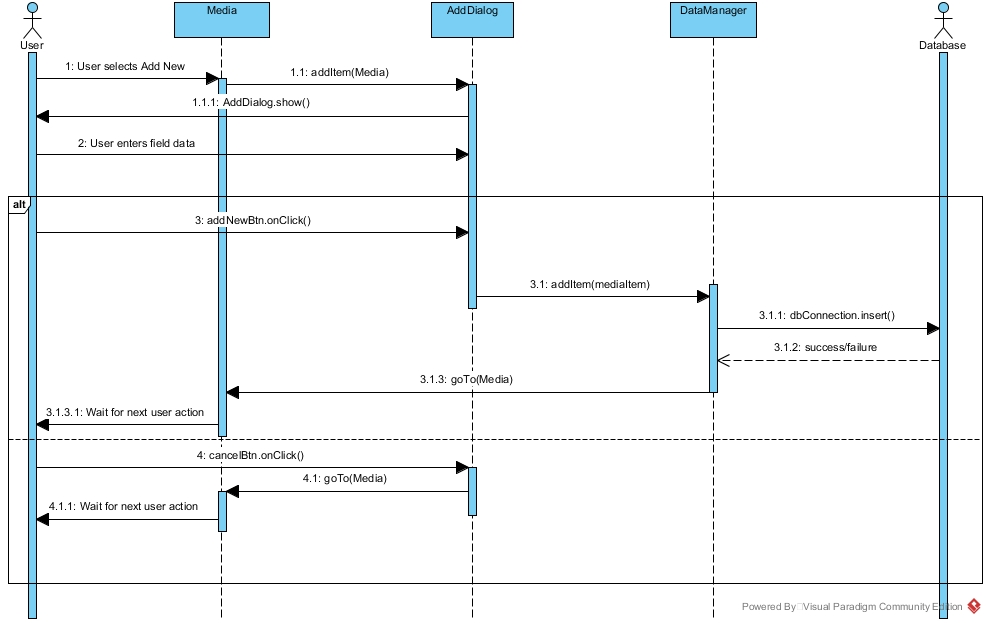 Media
AddDialog
DataManager
User
Database
1: User selects Add New
1.1: addItem(Media)
1.1.1: AddDialog.show()
2: User enters field data
alt
3: addNewBtn.onClick()
3.1: addItem(mediaItem)
3.1.1: dbConnection.insert()
3.1.2: success/failure
3.1.3: goTo(Media)
3.1.3.1: Wait for next user action
4: cancelBtn.onClick()
4.1: goTo(Media)
4.1.1: Wait for next user action
Powered By Visual Paradigm Community Edition